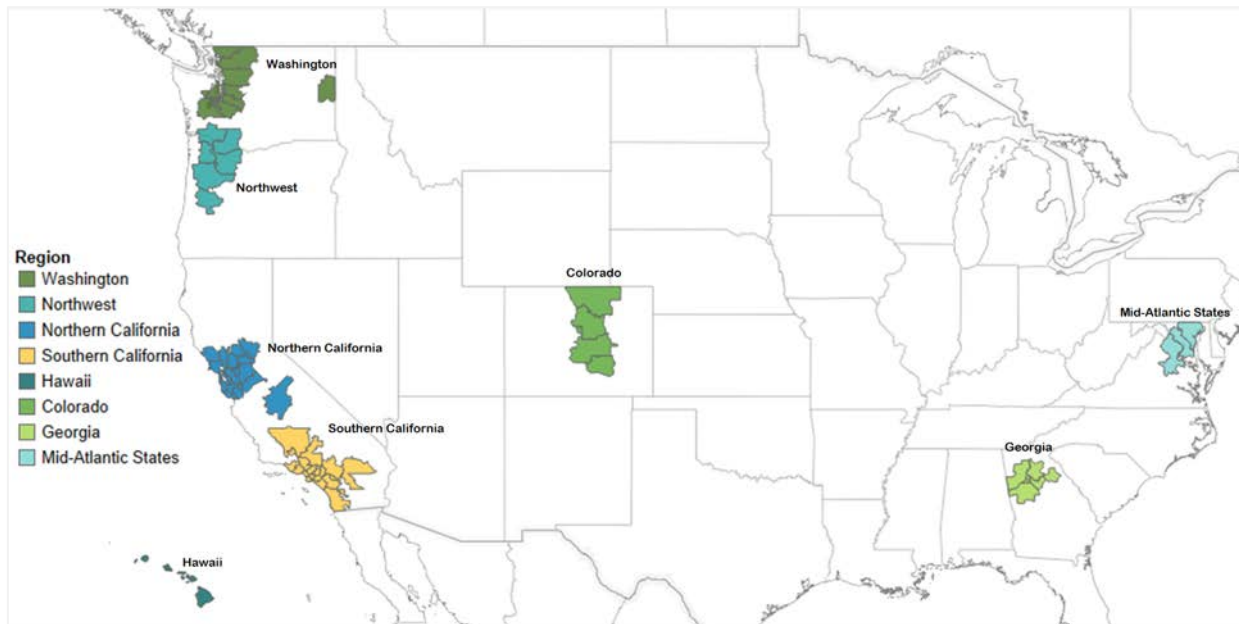 Washington
Northwest
Colorado
Mid-Atlantic States
Northern California
Southern California
Georgia
Hawaii
Region
Washington
Northwest
Northern California
Southern California
Hawaii
Colorado
Georgia
Mid-Atlantic States